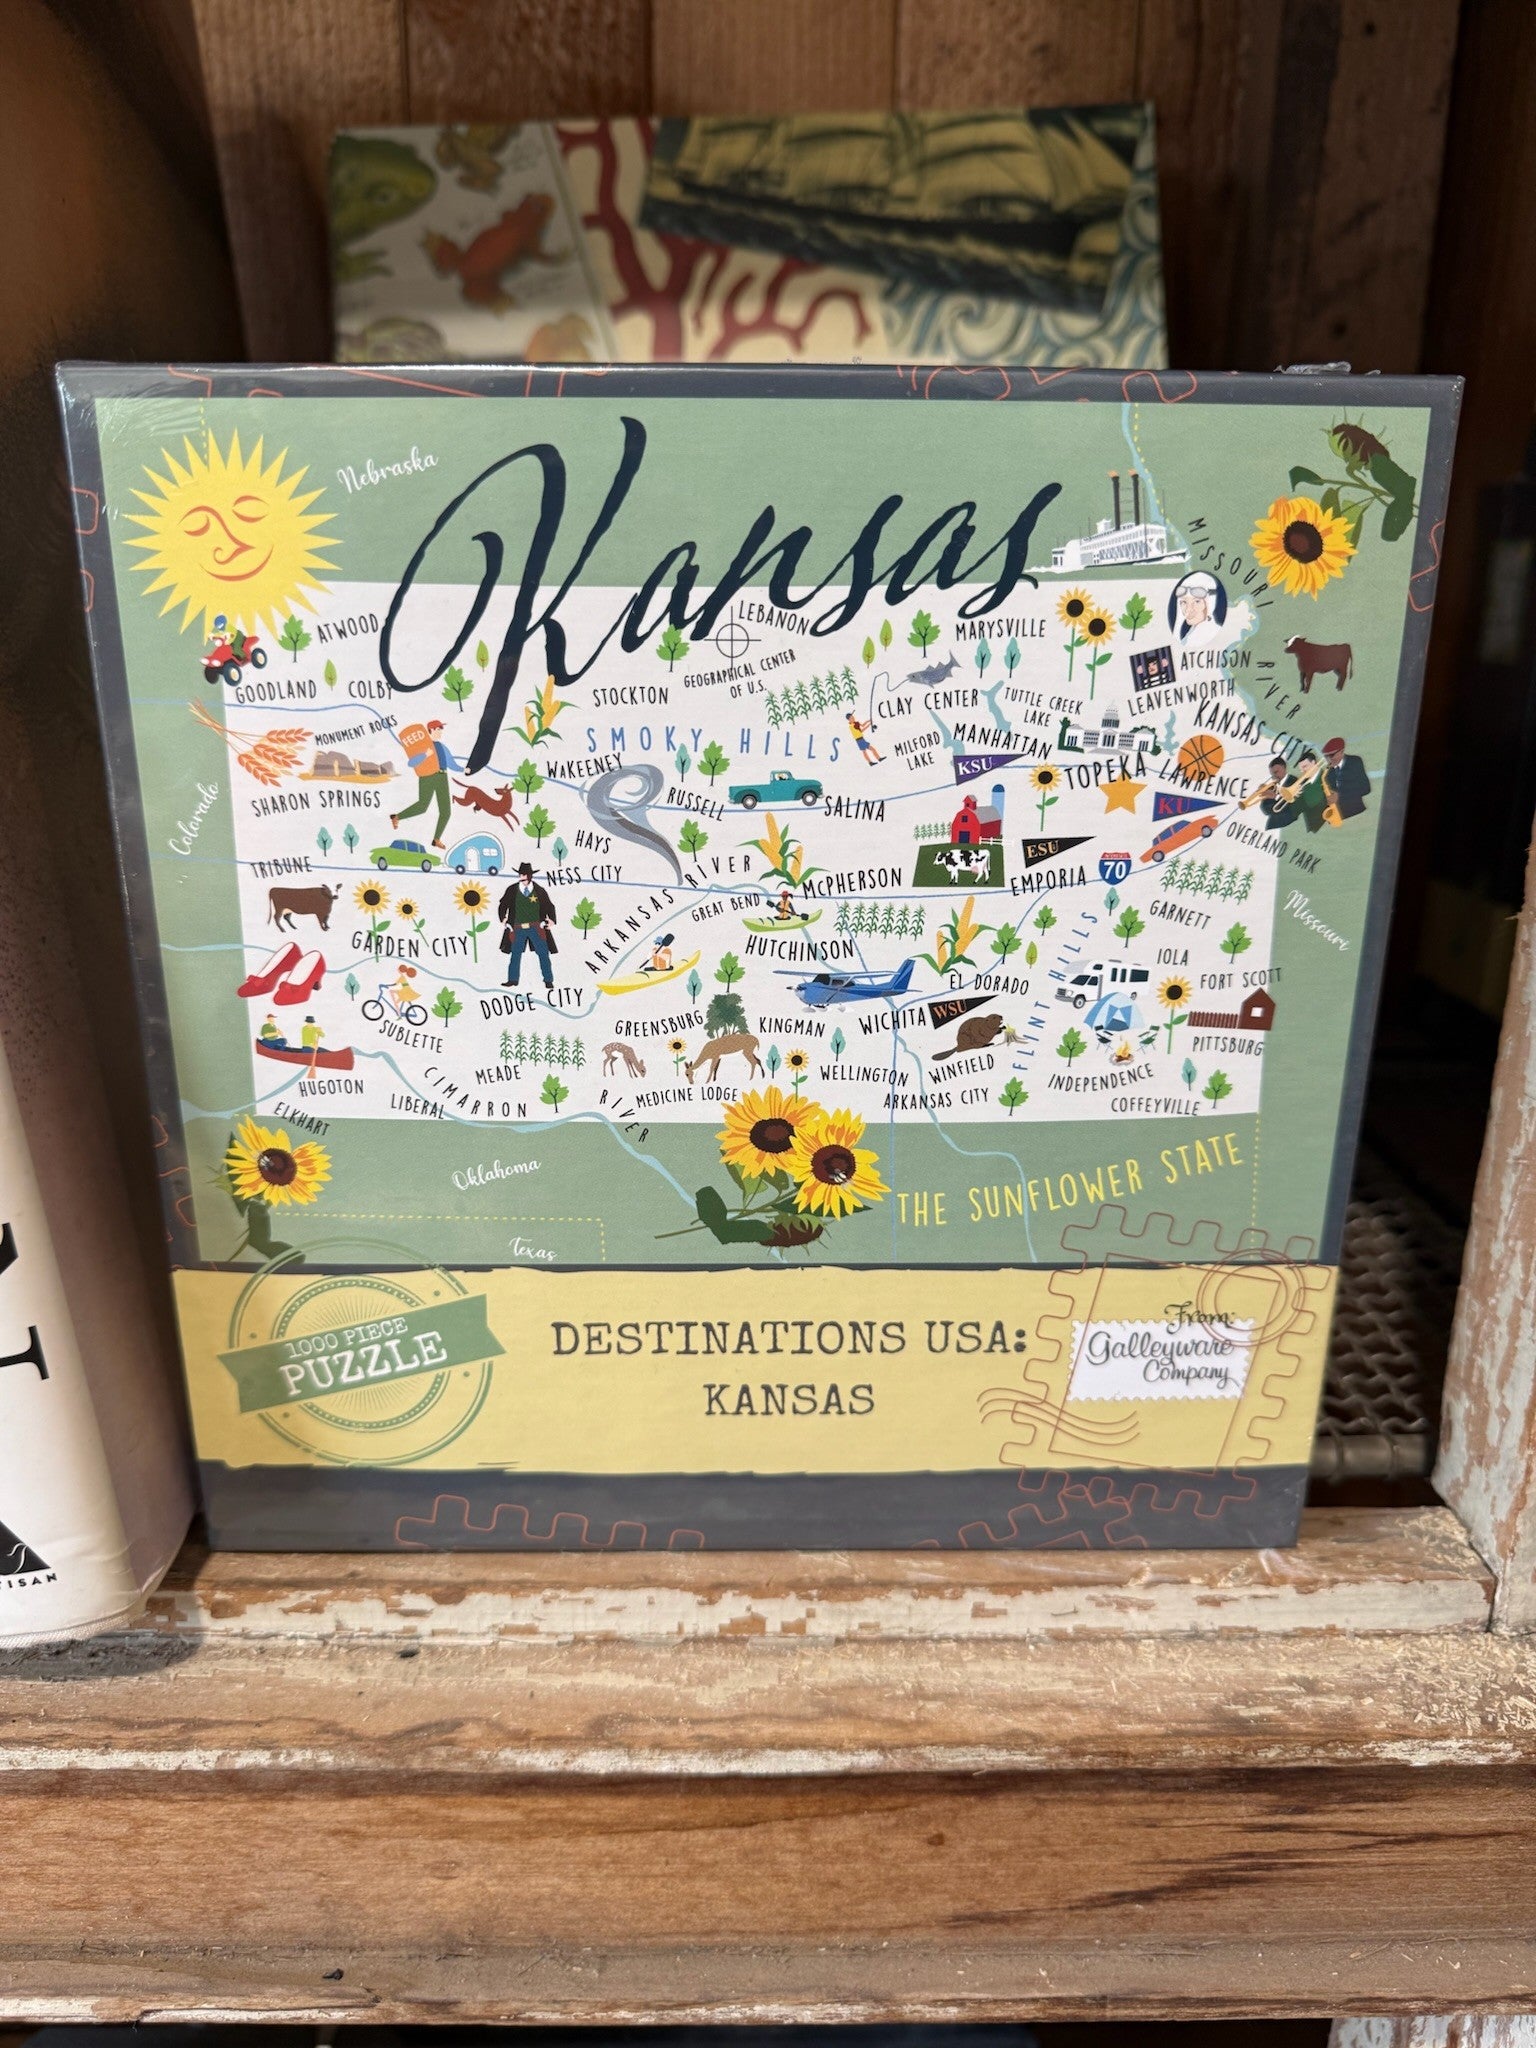 Nebraska
Kansas
MISSOURI
RIVER
ATWOOD
LEBANON
GEOGRAPHICAL CENTER
OF U.S.
MARYSVILLE
ATCHISON
GOODLAND
COLBY
STOCKTON
CLAY CENTER
TUTTLE CREEK
LAKE
LEAVENWORTH
KANSAS CITY
MONUMENT ROCKS
FEED
SMOKY HILLS
MILFORD
LAKE
MANHATTAN
KSU
TOPEKA
LAWRENCE
WAKEENEY
Colorado
SHARON SPRINGS
RUSSELL
SALINA
KU
OVERLAND PARK
HAYS
ESU
TRIBUNE
NESS CITY
ARKANSAS RIVER
MCPHERSON
EMPORIA
70
GREAT BEND
GARNETT
Missouri
GARDEN CITY
HUTCHINSON
FLINT HILLS
IOLA
DODGE CITY
EL DORADO
FORT SCOTT
SUBLETTE
GREENSBURG
KINGMAN
WICHITA
WSU
PITTSBURG
HUGOTON
MEADE
WELLINGTON
WINFIELD
INDEPENDENCE
CIMARRON
RIVER
MEDICINE LODGE
LIBERAL
ARKANSAS CITY
COFFEYVILLE
ELKHART
Oklahoma
THE SUNFLOWER STATE
Texas
1000 PIECE
PUZZLE
DESTINATIONS USA:
KANSAS
From:
Galleyware
Company